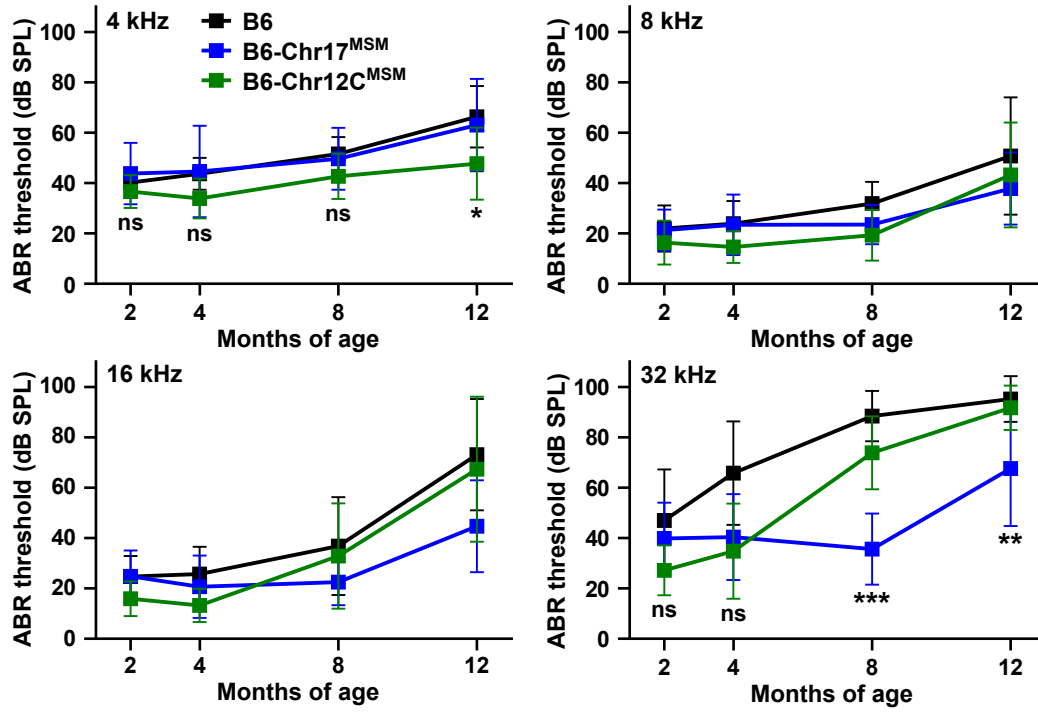 4 kHz
B6
B6-Chr17^MSM
B6-Chr12C^MSM
ABR threshold (dB SPL)
100
80
60
40
20
0
ns
ns
ns
*
2
4
8
12
Months of age
8 kHz
ABR threshold (dB SPL)
100
80
60
40
20
0
2
4
8
12
Months of age
16 kHz
ABR threshold (dB SPL)
100
80
60
40
20
0
2
4
8
12
Months of age
32 kHz
ABR threshold (dB SPL)
100
80
60
40
20
0
ns
ns
***
**
2
4
8
12
Months of age